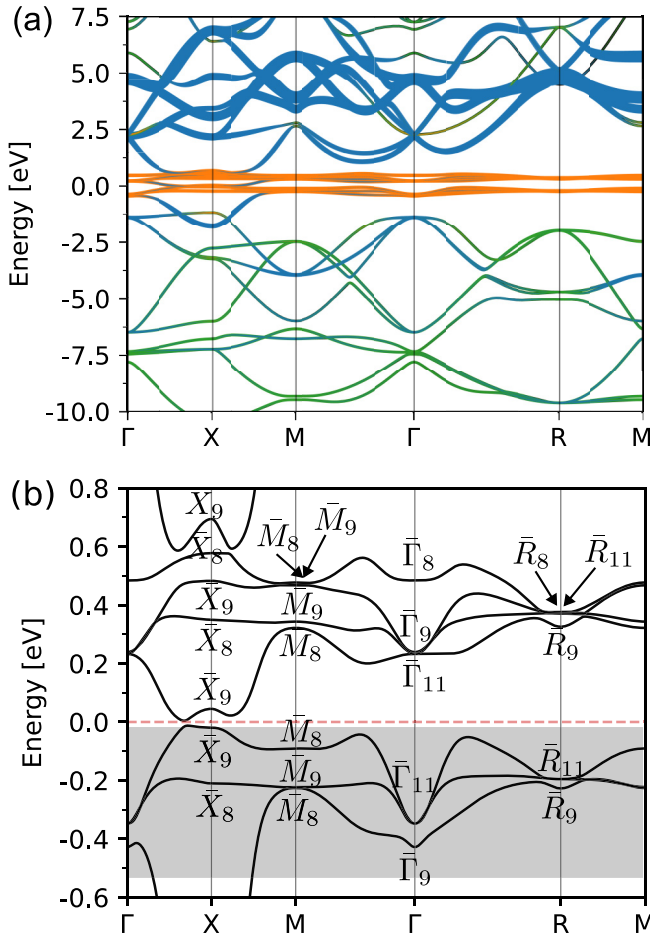 (a)
7.5
5.0
2.5
0.0
-2.5
-5.0
-7.5
-10.0
Energy [eV]
Γ X M Γ R M
(b)
0.8
0.6
0.4
0.2
0.0
-0.2
-0.4
-0.6
Energy [eV]
X̄₉
X̄₈
X̄₉
X̄₈
X̄₉
X̄₉
X̄₈
M̄₈ M̄₉
M̄₉
M̄₈
M̄₈
M̄₉
M̄₈
Γ̄₈
Γ̄₉
Γ̄₁₁
Γ̄₁₁
Γ̄₉
R̄₈ R̄₁₁
R̄₉
R̄₁₁
R̄₉
Γ X M Γ R M